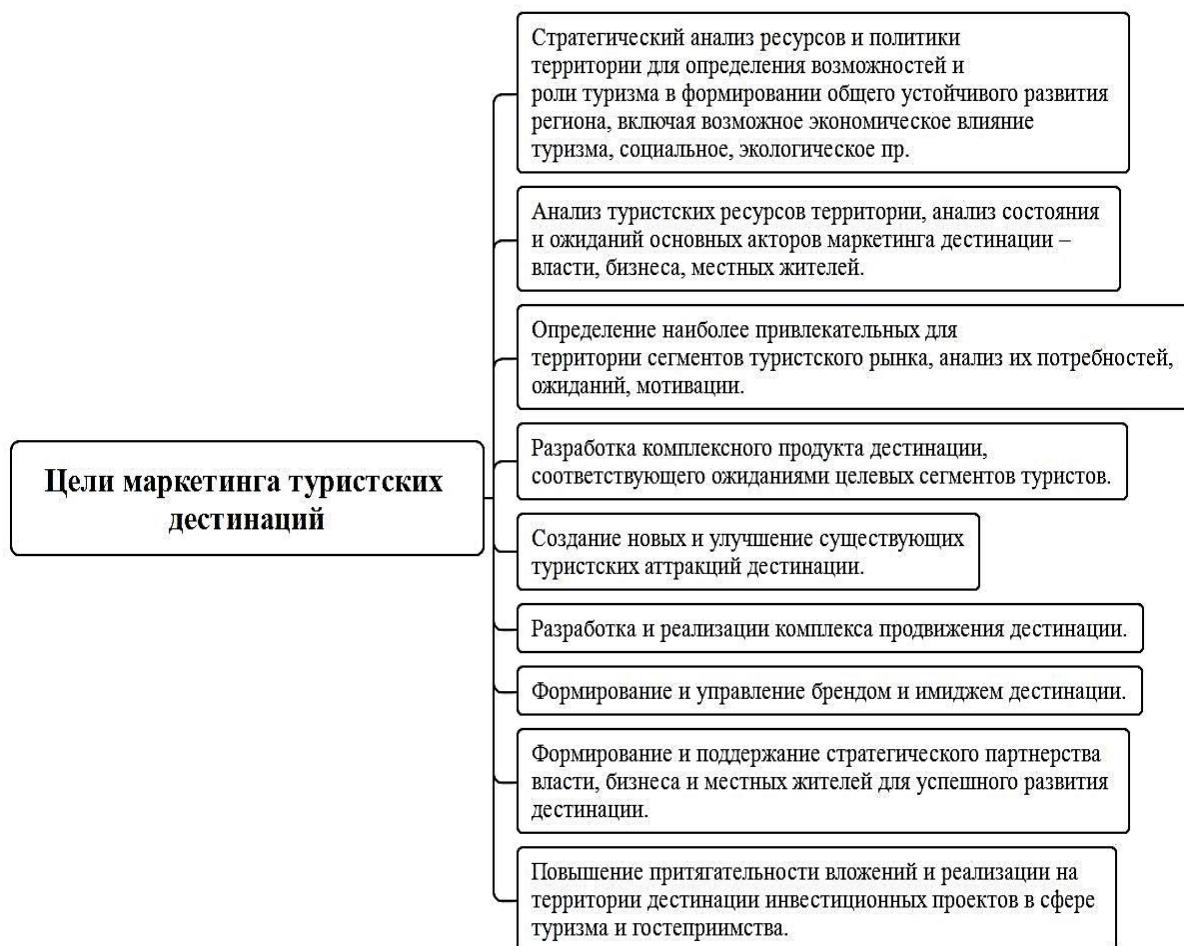 Стратегический анализ ресурсов и политики
территории для определения возможностей и
роли туризма в формировании общего устойчивого развития
региона, включая возможное экономическое влияние
туризма, социальное, экологическое пр.
Анализ туристских ресурсов территории, анализ состояния
и ожиданий основных акторов маркетинга дестинации –
власти, бизнеса, местных жителей.
Определение наиболее привлекательных для
территории сегментов туристского рынка, анализ их потребностей,
ожиданий, мотивации.
Цели маркетинга туристских
дестинаций
Разработка комплексного продукта дестинации,
соответствующего ожиданиями целевых сегментов туристов.
Создание новых и улучшение существующих
туристских аттракций дестинации.
Разработка и реализации комплекса продвижения дестинации.
Формирование и управление брендом и имиджем дестинации.
Формирование и поддержание стратегического партнерства
власти, бизнеса и местных жителей для успешного развития
дестинации.
Повышение притягательности вложений и реализации на
территории дестинации инвестиционных проектов в сфере
туризма и гостеприимства.